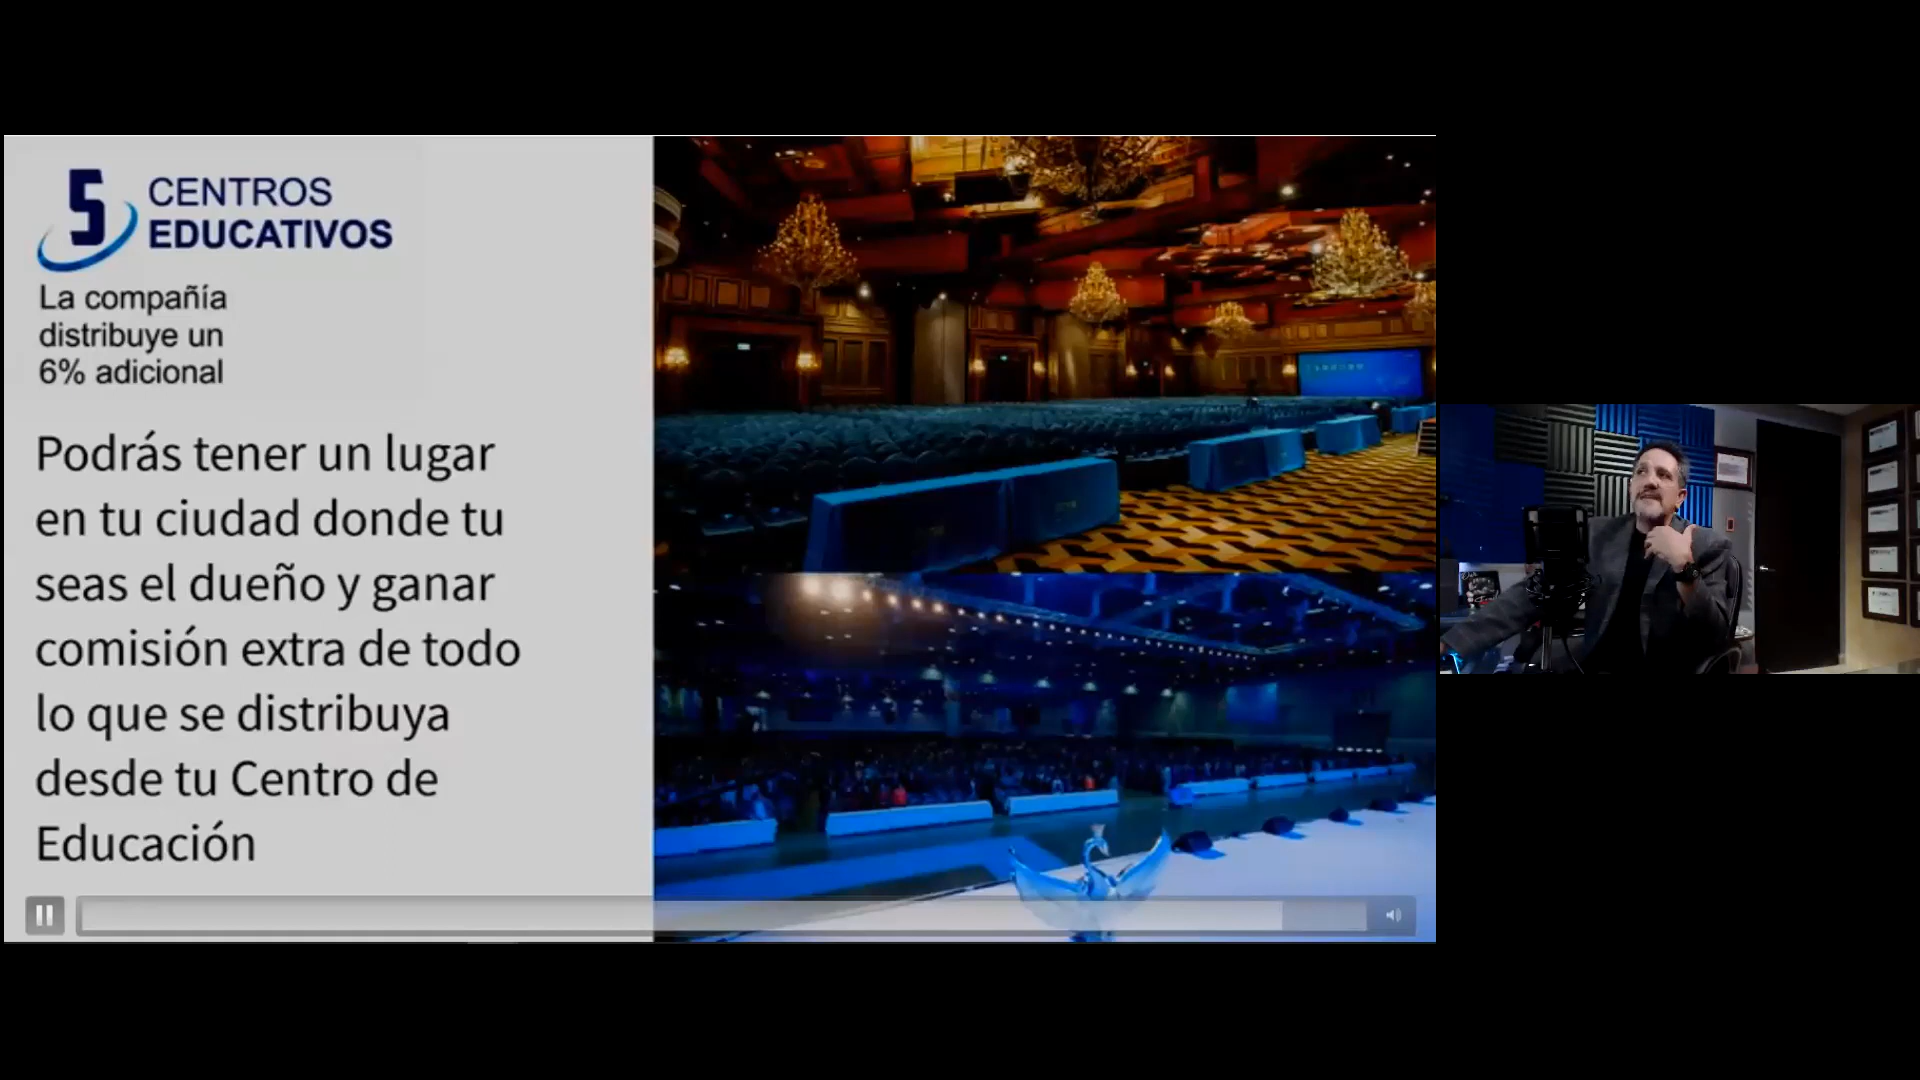 5 CENTROS
EDUCATIVOS
La compañía
distribuye un
6% adicional
Podrás tener un lugar
en tu ciudad donde tu
seas el dueño y ganar
comisión extra de todo
lo que se distribuya
desde tu Centro de
Educación